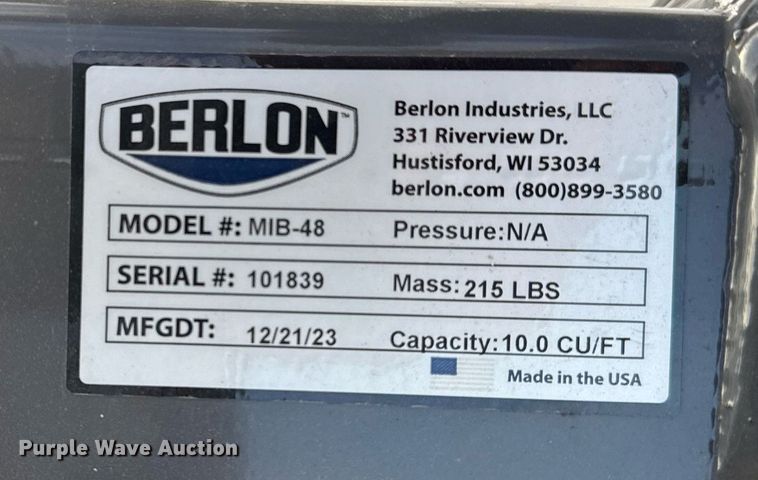 BERLON™
Berlon Industries, LLC
331 Riverview Dr.
Hustisford, WI 53034
berlon.com (800)899-3580
MODEL #: MIB-48 Pressure:N/A
SERIAL #: 101839 Mass: 215 LBS
MFGDT: 12/21/23 Capacity:10.0 CU/FT
Made in the USA
Purple Wave Auction